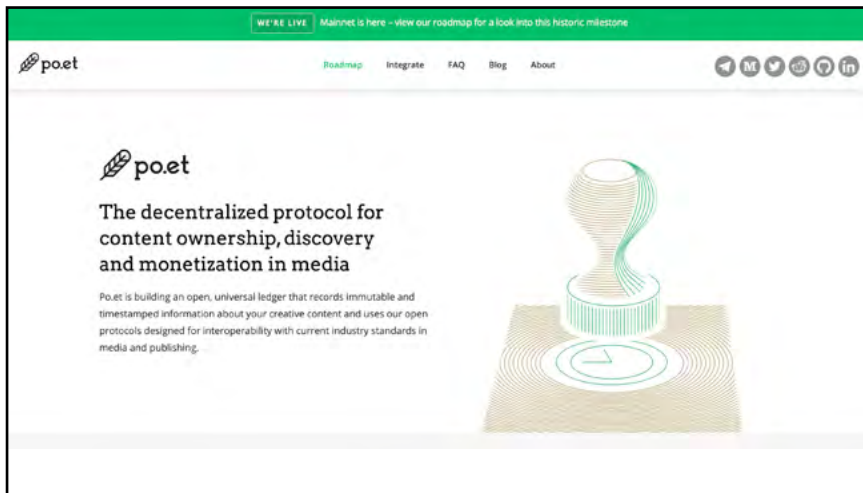 WE'RE LIVE Mainnet is here – view our roadmap for a look into this historic milestone
po.et Roadmap Integrate FAQ Blog About
po.et
The decentralized protocol for
content ownership, discovery
and monetization in media
Po.et is building an open, universal ledger that records immutable and
timestamped information about your creative content and uses our open
protocols designed for interoperability with current industry standards in
media and publishing.